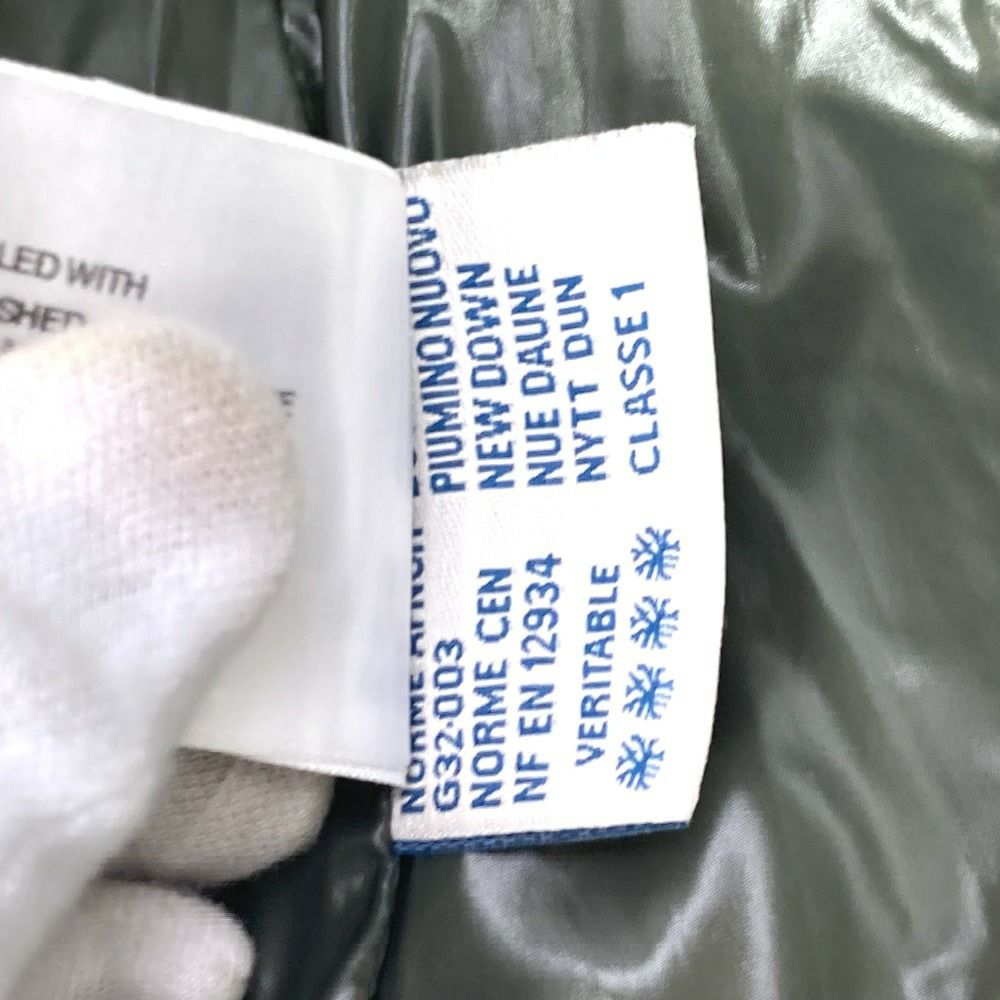 LED WITH
SHED
PIUMINO NUOVO
NEW DOWN
NUE DAUNE
NYTT DUN
CLASSE 1
NORME AFNOR
G32-003
NORME CEN
NF EN 12934
VERITABLE